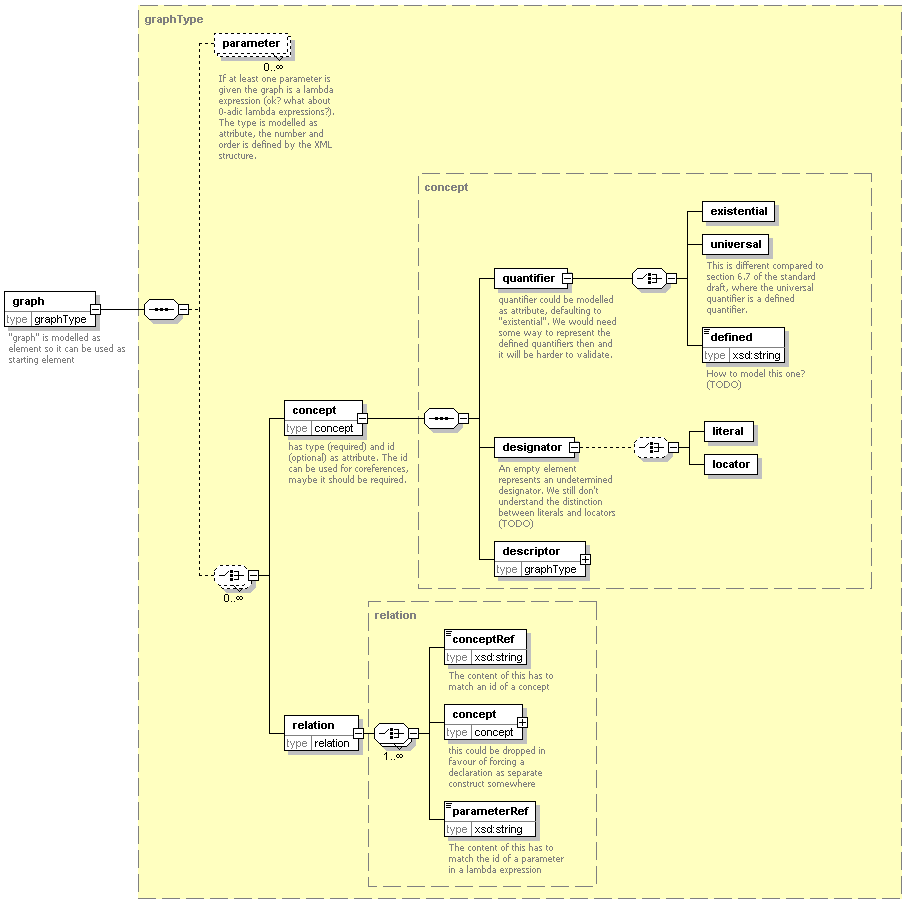 graphType
parameter
0..∞
If at least one parameter is
given the graph is a lambda
expression (ok? what about
0-adic lambda expressions?).
The type is modelled as
attribute, the number and
order is defined by the XML
structure.
graph
type graphType
"graph" is modelled as
element so it can be used as
starting element
concept
existential
universal
This is different compared to
section 6.7 of the standard
draft, where the universal
quantifier is a defined
quantifier.
quantifier
quantifier could be modelled
as attribute, defaulting to
"existential". We would need
some way to represent the
defined quantifiers then and
it will be harder to validate.
defined
type xsd:string
How to model this one?
(TODO)
concept
type concept
has type (required) and id
(optional) as attribute. The id
can be used for coreferences,
maybe it should be required.
designator
An empty element
represents an undetermined
designator. We still don't
understand the distinction
between literals and locators
(TODO)
literal
locator
descriptor
type graphType
0..∞
relation
conceptRef
type xsd:string
The content of this has to
match an id of a concept
relation
type relation
1..∞
concept
type concept
this could be dropped in
favour of forcing a
declaration as separate
construct somewhere
parameterRef
type xsd:string
The content of this has to
match the id of a parameter
in a lambda expression